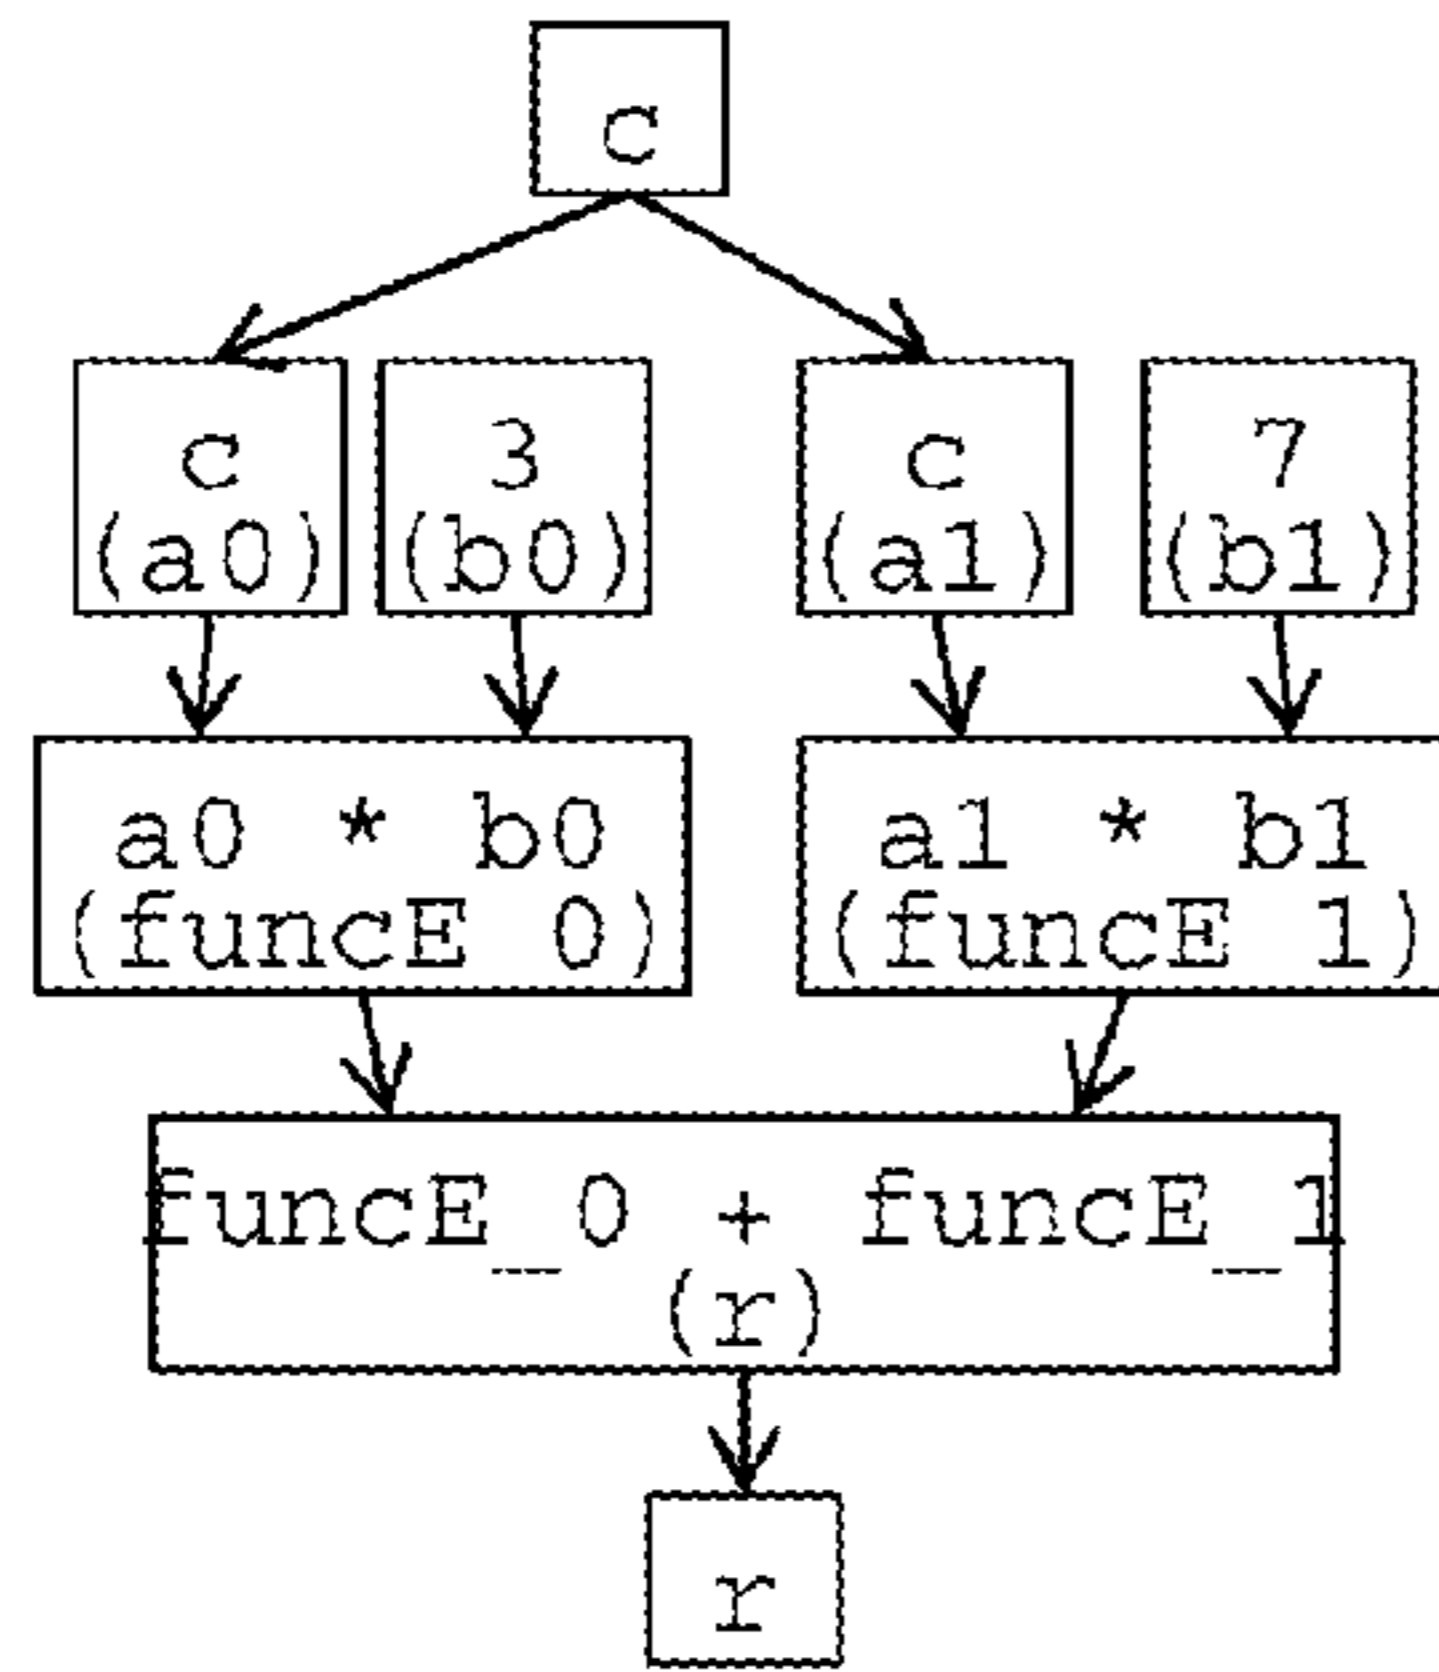 c
c
(a0)
3
(b0)
c
(a1)
7
(b1)
a0 * b0
(funcE 0)
a1 * b1
(funcE 1)
funcE_0 + funcE_1
(r)
r